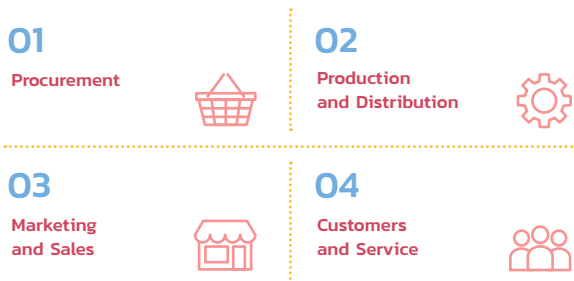 01
Procurement
02
Production
and Distribution
03
Marketing
and Sales
04
Customers
and Service